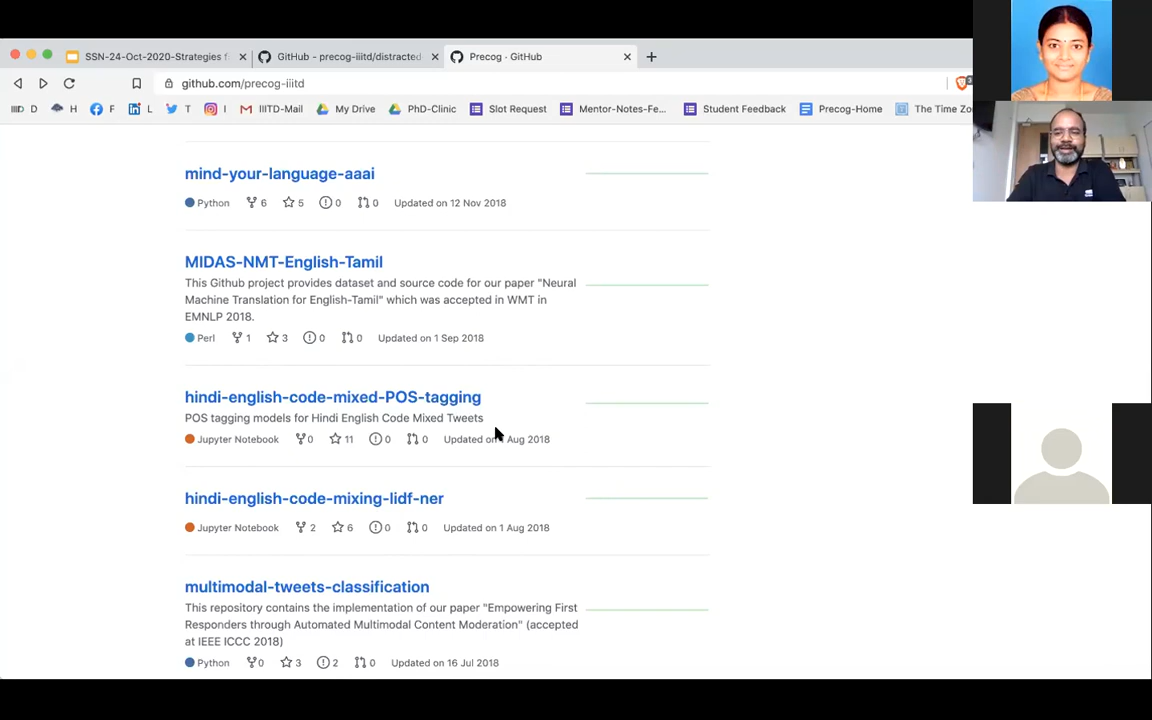 SSN-24-Oct-2020-Strategies f
GitHub - precog-iiitd/distracted
Precog · GitHub
github.com/precog-iiitd
D
H
F
L
T
I
IIITD-Mail
My Drive
PhD-Clinic
Slot Request
Mentor-Notes-Fe...
Student Feedback
Precog-Home
The Time Zo
mind-your-language-aaai
Python 6 5 0 0 Updated on 12 Nov 2018
MIDAS-NMT-English-Tamil
This Github project provides dataset and source code for our paper "Neural
Machine Translation for English-Tamil" which was accepted in WMT in
EMNLP 2018.
Perl 1 3 0 0 Updated on 1 Sep 2018
hindi-english-code-mixed-POS-tagging
POS tagging models for Hindi English Code Mixed Tweets
Jupyter Notebook 0 11 0 0 Updated on Aug 2018
hindi-english-code-mixing-lidf-ner
Jupyter Notebook 2 6 0 0 Updated on 1 Aug 2018
multimodal-tweets-classification
This repository contains the implementation of our paper "Empowering First
Responders through Automated Multimodal Content Moderation" (accepted
at IEEE ICCC 2018)
Python 0 3 2 0 Updated on 16 Jul 2018